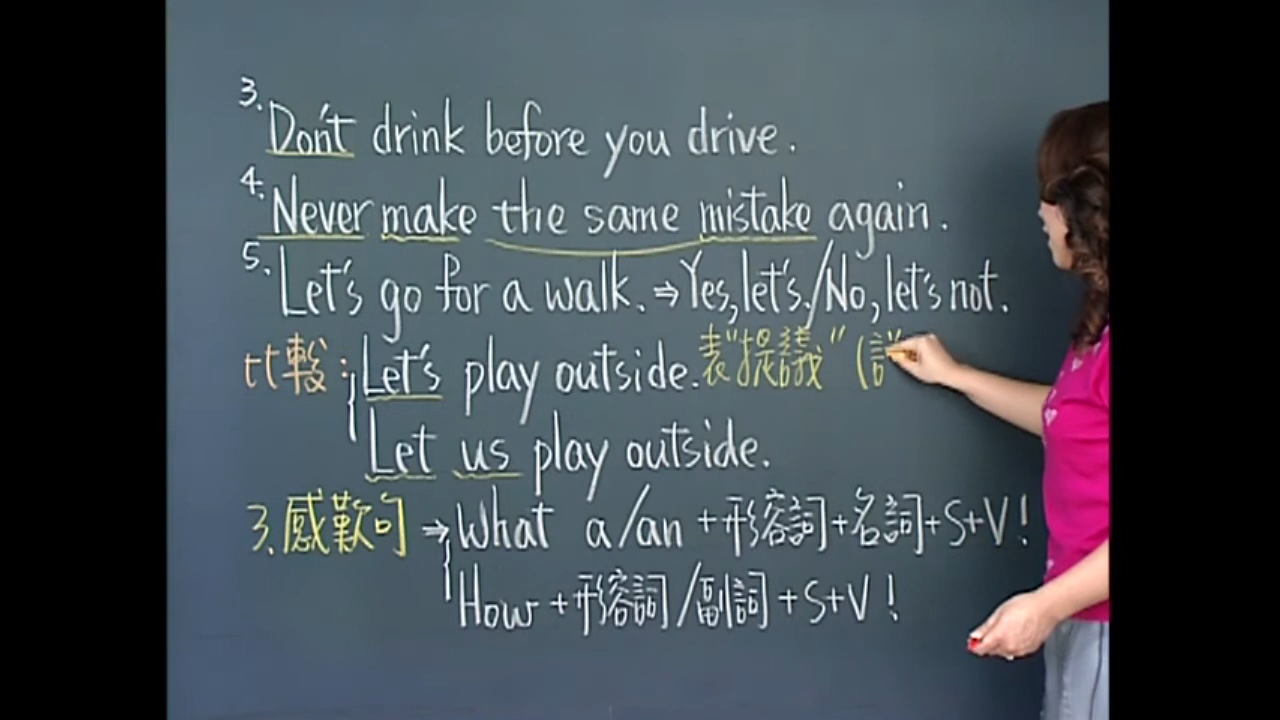 3. Don't drink before you drive.
4. Never make the same mistake again.
5. Let's go for a walk. ⇒ Yes, let's. / No, let's not.
比較: Let's play outside. 表"提議" (
Let us play outside.
3. 感歎句 ⇒ What a/an + 形容詞 + 名詞 + S + V!
How + 形容詞/副詞 + S + V!